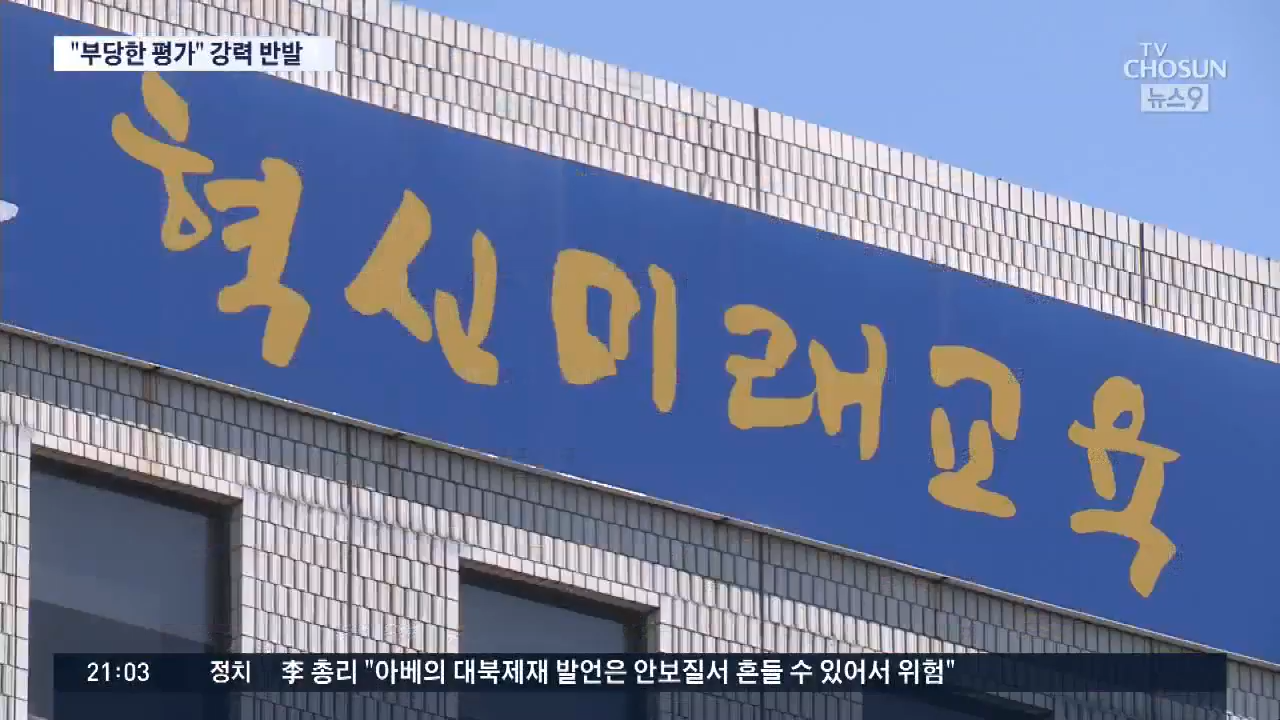 "부당한 평가" 강력 반발
TV
CHOSUN
뉴스9
혁신미래교육
21:03 정치 李 총리 "아베의 대북제재 발언은 안보질서 흔들 수 있어서 위험"